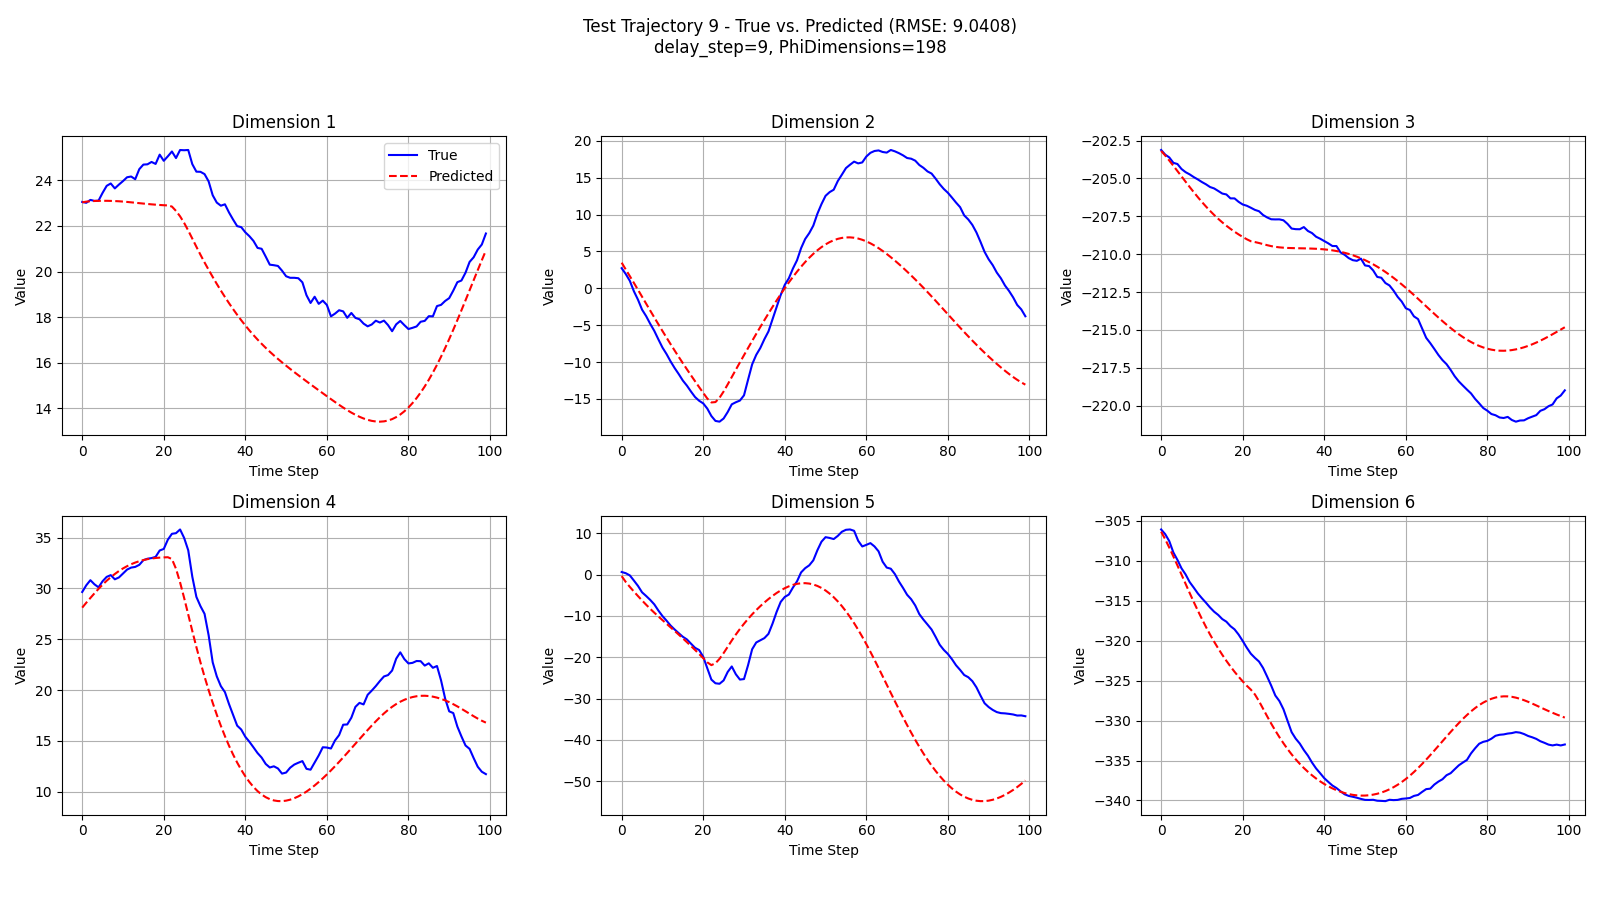 Test Trajectory 9 - True vs. Predicted (RMSE: 9.0408)
delay_step=9, PhiDimensions=198
Dimension 1
True
Predicted
24
22
20
18
16
14
Value
0 20 40 60 80 100
Time Step
Dimension 2
20
15
10
5
0
−5
−10
−15
Value
0 20 40 60 80 100
Time Step
Dimension 3
−202.5
−205.0
−207.5
−210.0
−212.5
−215.0
−217.5
−220.0
Value
0 20 40 60 80 100
Time Step
Dimension 4
35
30
25
20
15
10
Value
0 20 40 60 80 100
Time Step
Dimension 5
10
0
−10
−20
−30
−40
−50
Value
0 20 40 60 80 100
Time Step
Dimension 6
−305
−310
−315
−320
−325
−330
−335
−340
Value
0 20 40 60 80 100
Time Step